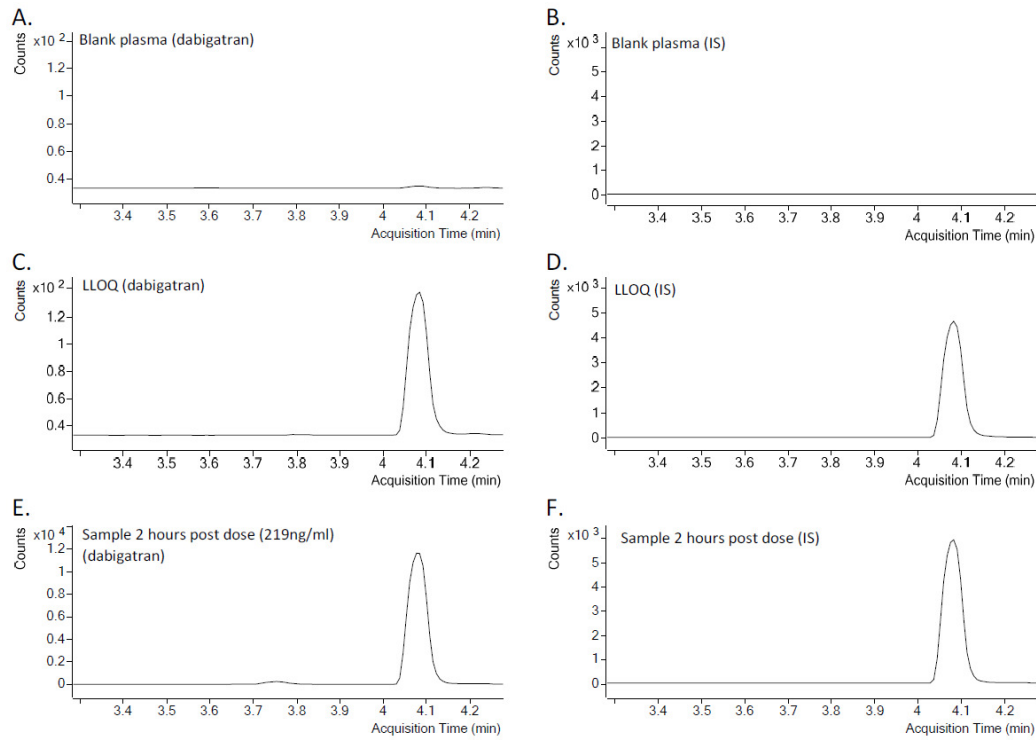 A.
Counts
x10 2
Blank plasma (dabigatran)
1.2
1
0.8
0.6
0.4
3.4 3.5 3.6 3.7 3.8 3.9 4 4.1 4.2
Acquisition Time (min)
B.
Counts
x10 3
Blank plasma (IS)
5
4
3
2
1
0
3.4 3.5 3.6 3.7 3.8 3.9 4 4.1 4.2
Acquisition Time (min)
C.
Counts
x10 2
LLOQ (dabigatran)
1.2
1
0.8
0.6
0.4
3.4 3.5 3.6 3.7 3.8 3.9 4 4.1 4.2
Acquisition Time (min)
D.
Counts
x10 3
LLOQ (IS)
5
4
3
2
1
0
3.4 3.5 3.6 3.7 3.8 3.9 4 4.1 4.2
Acquisition Time (min)
E.
Counts
x10 4
Sample 2 hours post dose (219ng/ml)
(dabigatran)
1.2
1
0.8
0.6
0.4
0.2
0
3.4 3.5 3.6 3.7 3.8 3.9 4 4.1 4.2
Acquisition Time (min)
F.
Counts
x10 3
Sample 2 hours post dose (IS)
5
4
3
2
1
0
3.4 3.5 3.6 3.7 3.8 3.9 4 4.1 4.2
Acquisition Time (min)